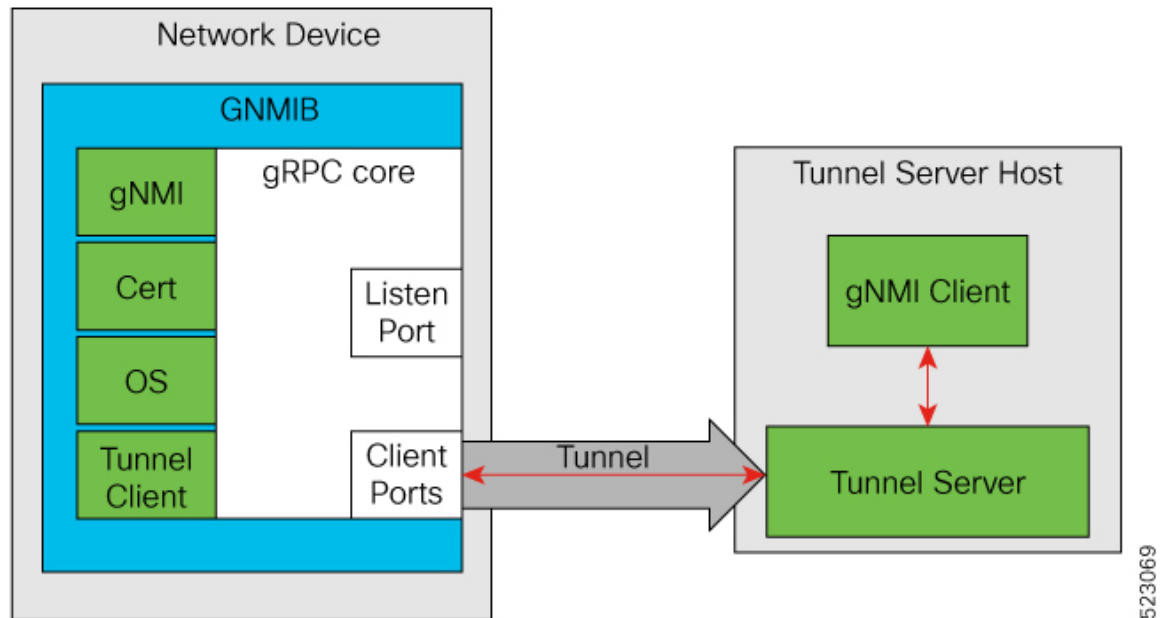 Network Device
GNMIB
gNMI
gRPC core
Cert
Listen
Port
OS
Tunnel
Client
Client
Ports
Tunnel
Tunnel Server Host
gNMI Client
Tunnel Server
523069